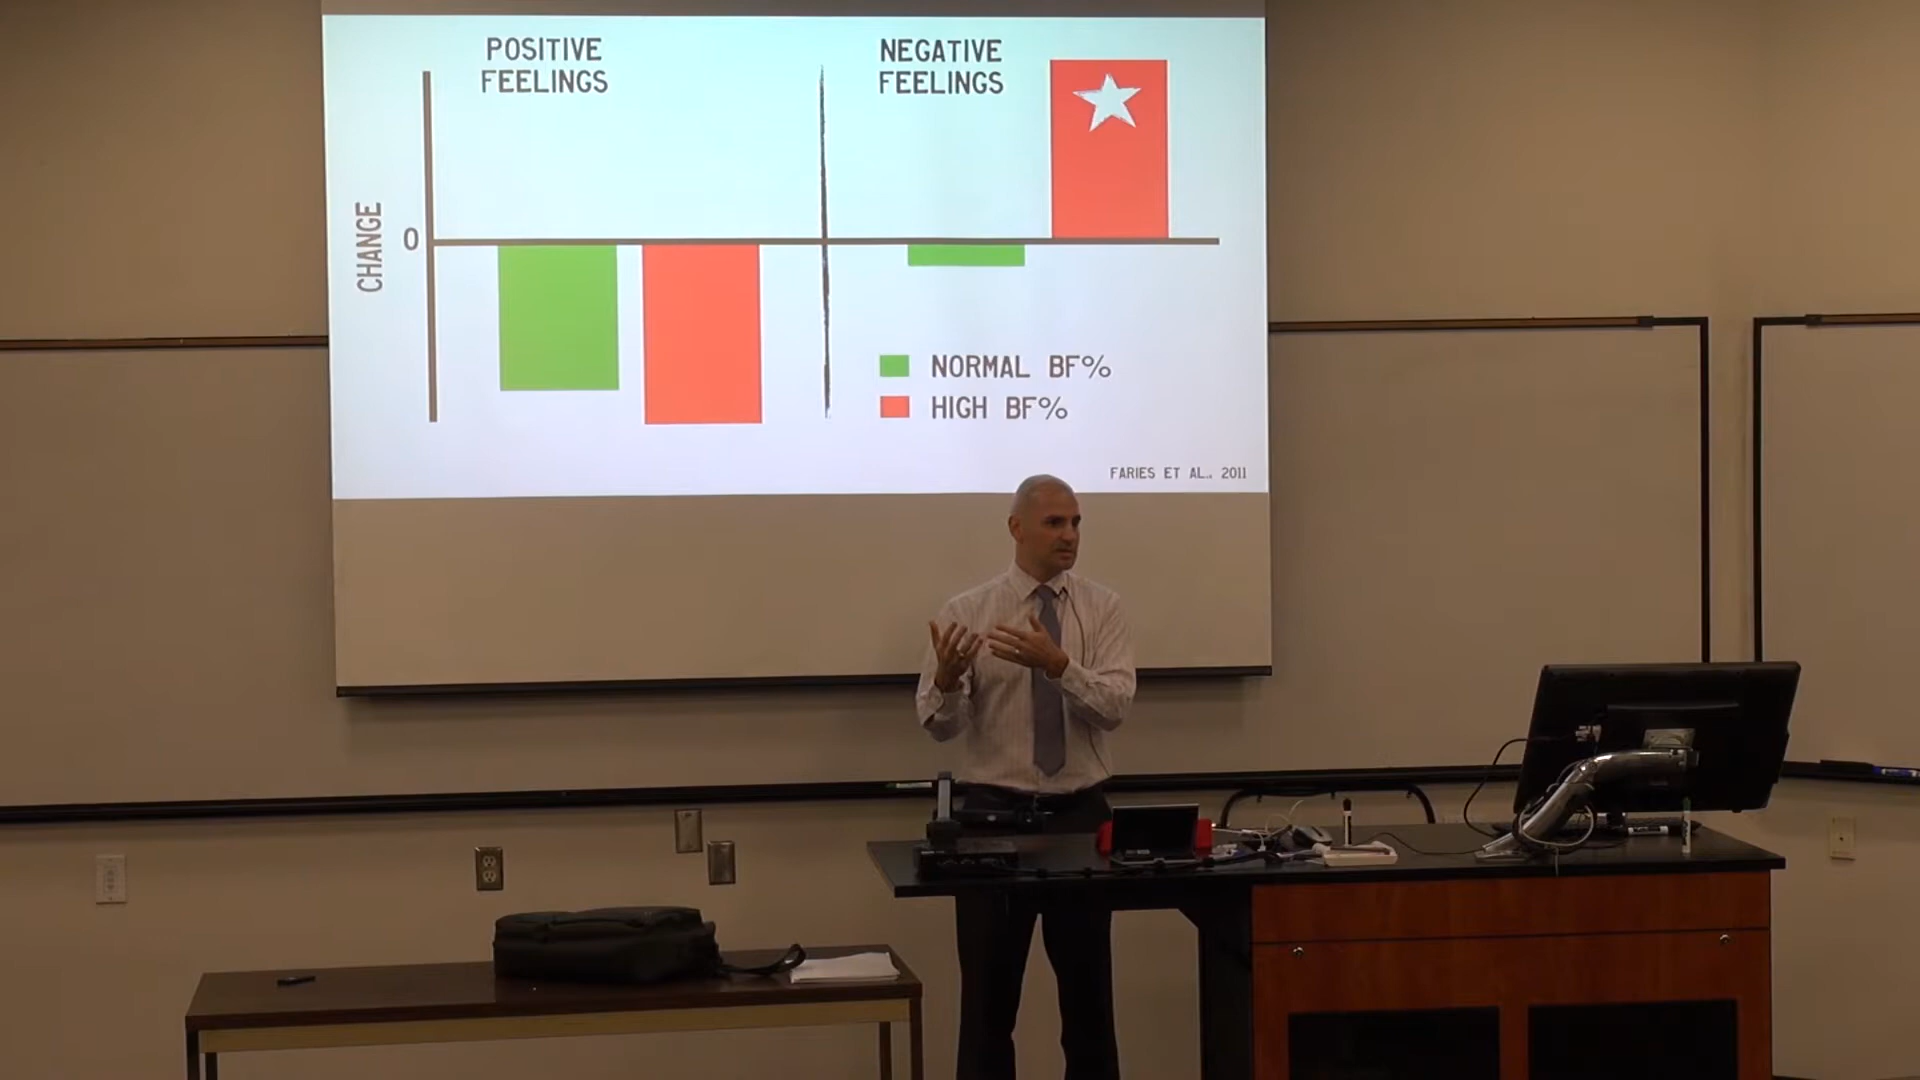 POSITIVE
FEELINGS
NEGATIVE
FEELINGS
CHANGE
0
NORMAL BF%
HIGH BF%
FARIES ET AL., 2011